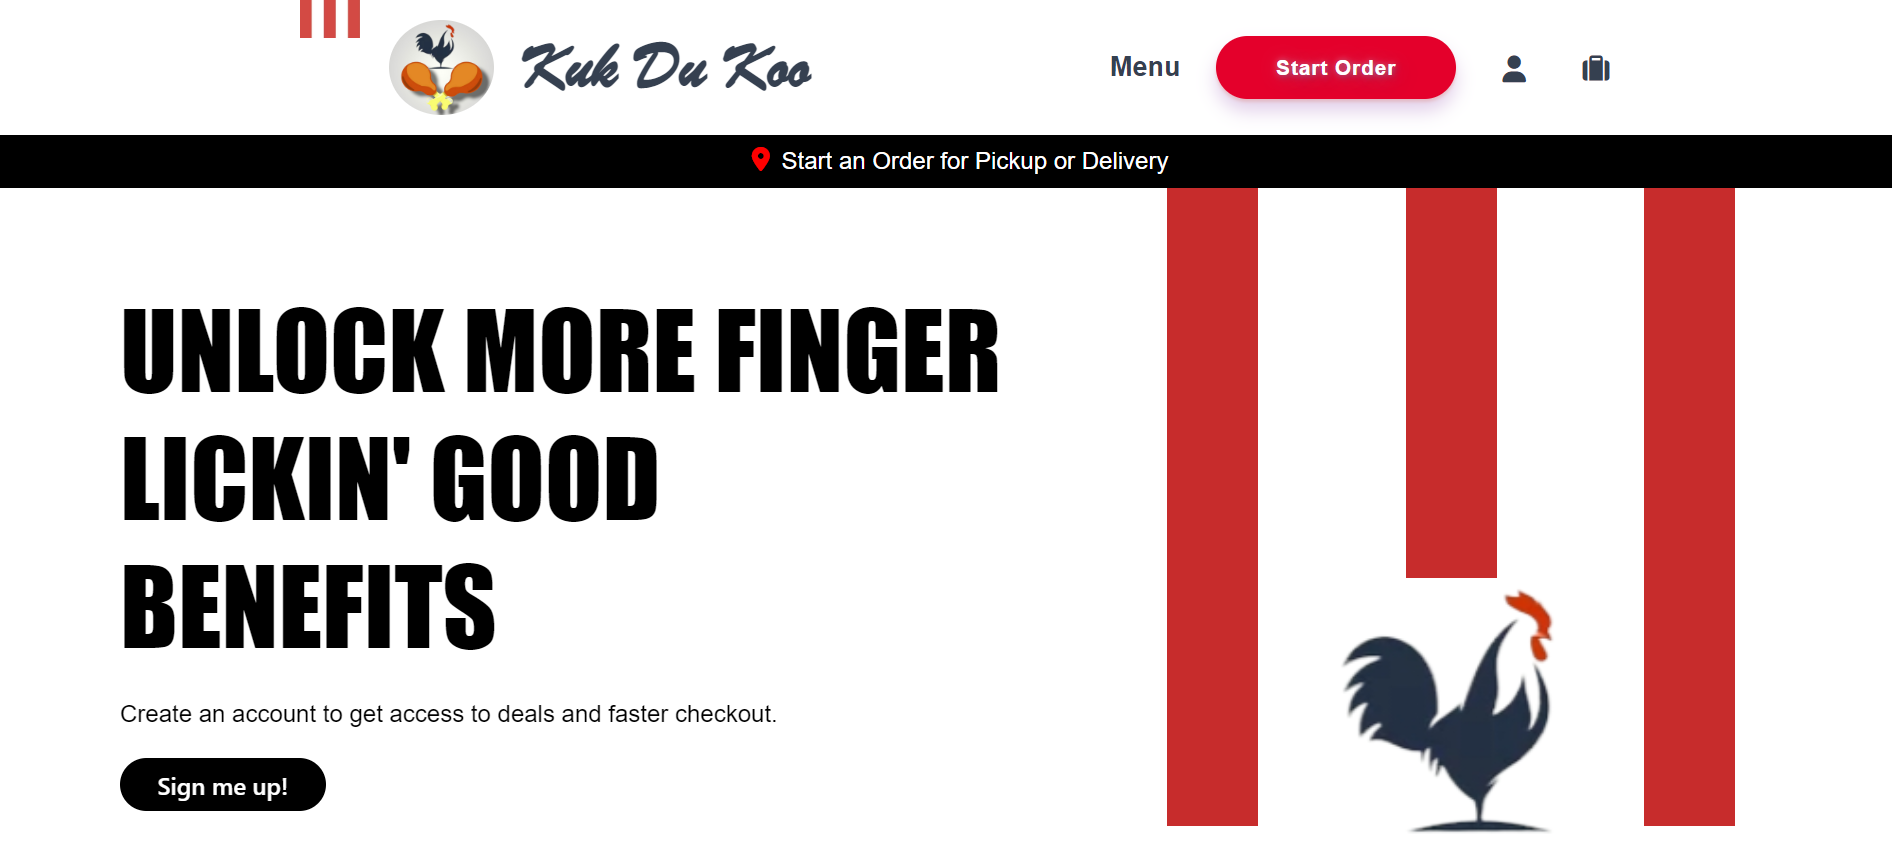 Kuk Du Koo
Menu
Start Order
Start an Order for Pickup or Delivery
UNLOCK MORE FINGER
LICKIN' GOOD
BENEFITS
Create an account to get access to deals and faster checkout.
Sign me up!